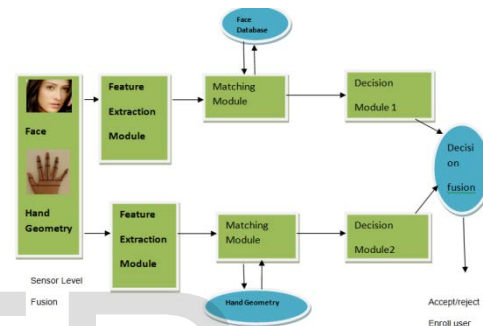 Face
Database
Face
Hand
Geometry
Feature
Extraction
Module
Matching
Module
Decision
Module 1
Decisi
on
fusion
Feature
Extraction
Module
Matching
Module
Decision
Module2
Hand Geometry
Sensor Level
Fusion
Accept/reject
Enroll user